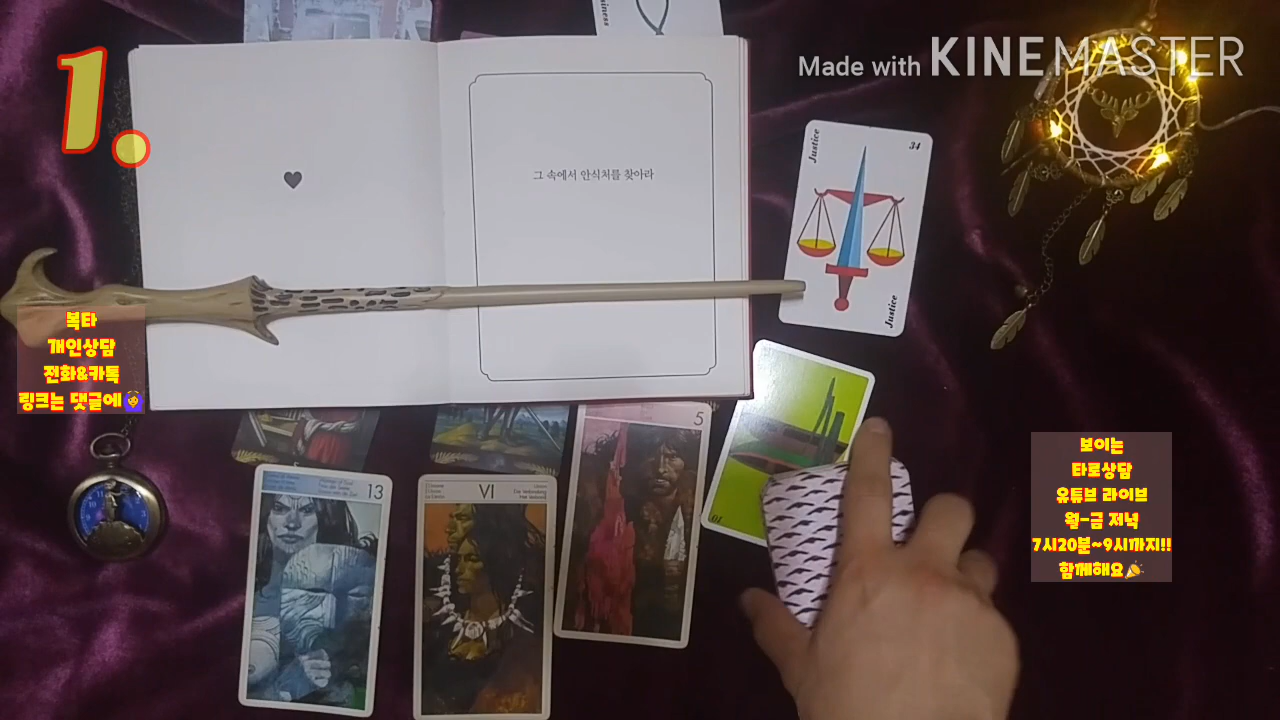 1.
iness
Made with KINEMASTER
그 속에서 안식처를 찾아라
Justice
34
Justice
복타
개인상담
전화&카톡
링크는 댓글에🙆‍♀️
보이는
타로상담
유튜브 라이브
월-금 저녁
7시20분~9시까지!!
함께해요🎉
13
VI
5
10